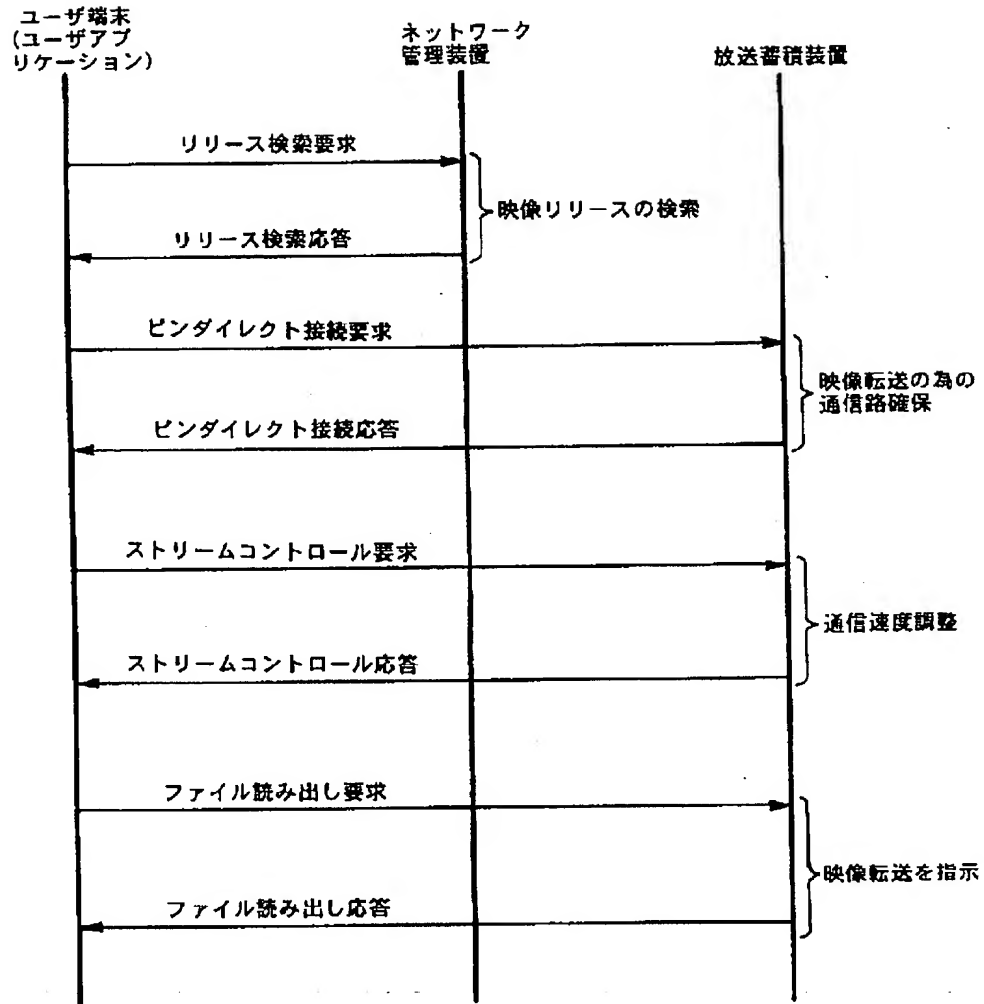 ユーザ端末
(ユーザアプ
リケーション)
ネットワーク
管理装置
放送蓄積装置
リリース検索要求
映像リリースの検索
リリース検索応答
ピンダイレクト接続要求
映像転送の為の
通信路確保
ピンダイレクト接続応答
ストリームコントロール要求
通信速度調整
ストリームコントロール応答
ファイル読み出し要求
映像転送を指示
ファイル読み出し応答